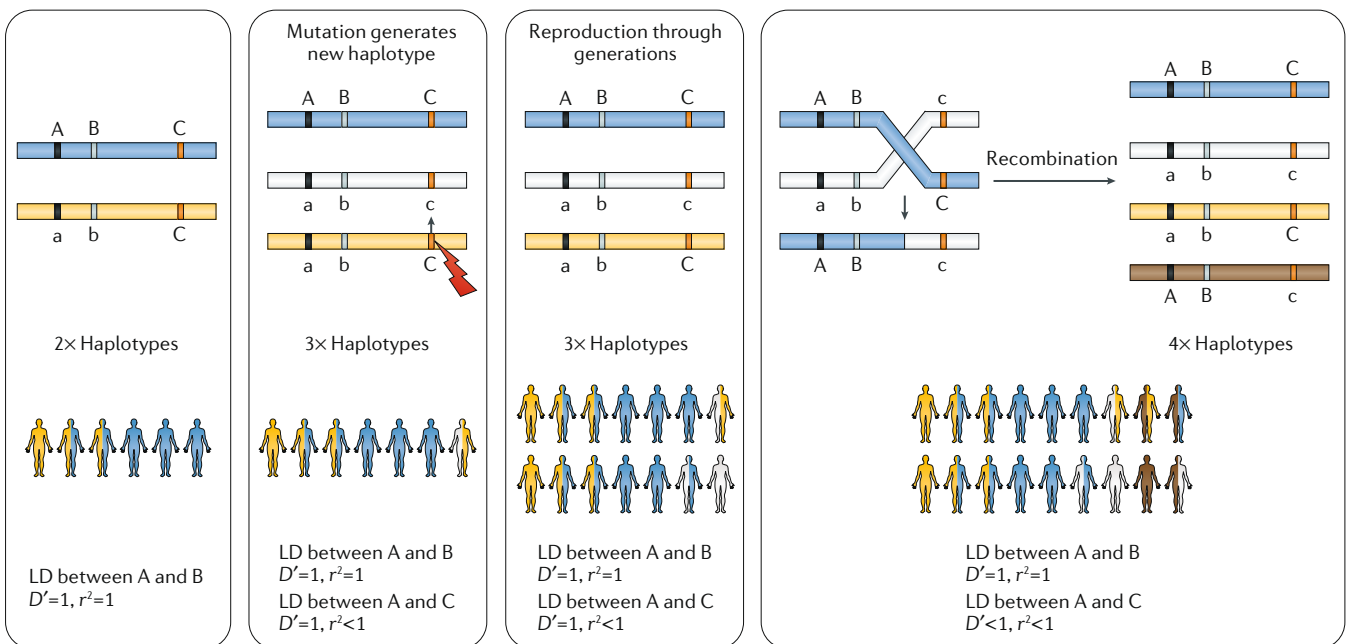 A B C
a b C
2× Haplotypes
LD between A and B
D′=1, r²=1
Mutation generates
new haplotype
A B C
a b c
a b C
3× Haplotypes
LD between A and B
D′=1, r²=1
LD between A and C
D′=1, r²<1
Reproduction through
generations
A B C
a b c
a b C
3× Haplotypes
LD between A and B
D′=1, r²=1
LD between A and C
D′=1, r²<1
A B c
a b C
A B c
Recombination
A B C
a b c
a b C
A B c
4× Haplotypes
LD between A and B
D′=1, r²=1
LD between A and C
D′<1, r²<1